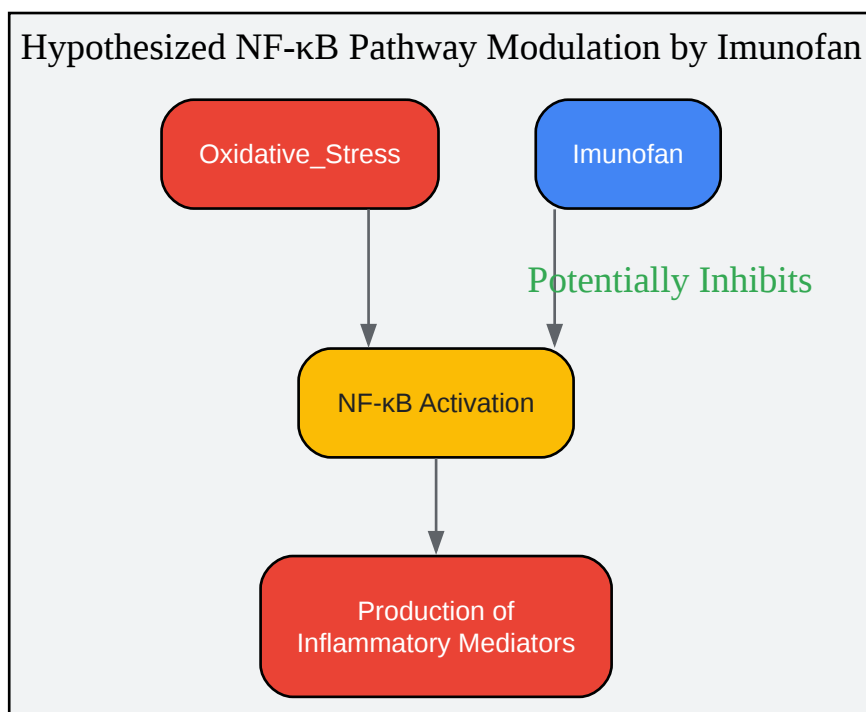 Hypothesized NF-κB Pathway Modulation by Imunofan
Oxidative_Stress
Imunofan
Potentially Inhibits
NF-κB Activation
Production of
Inflammatory Mediators